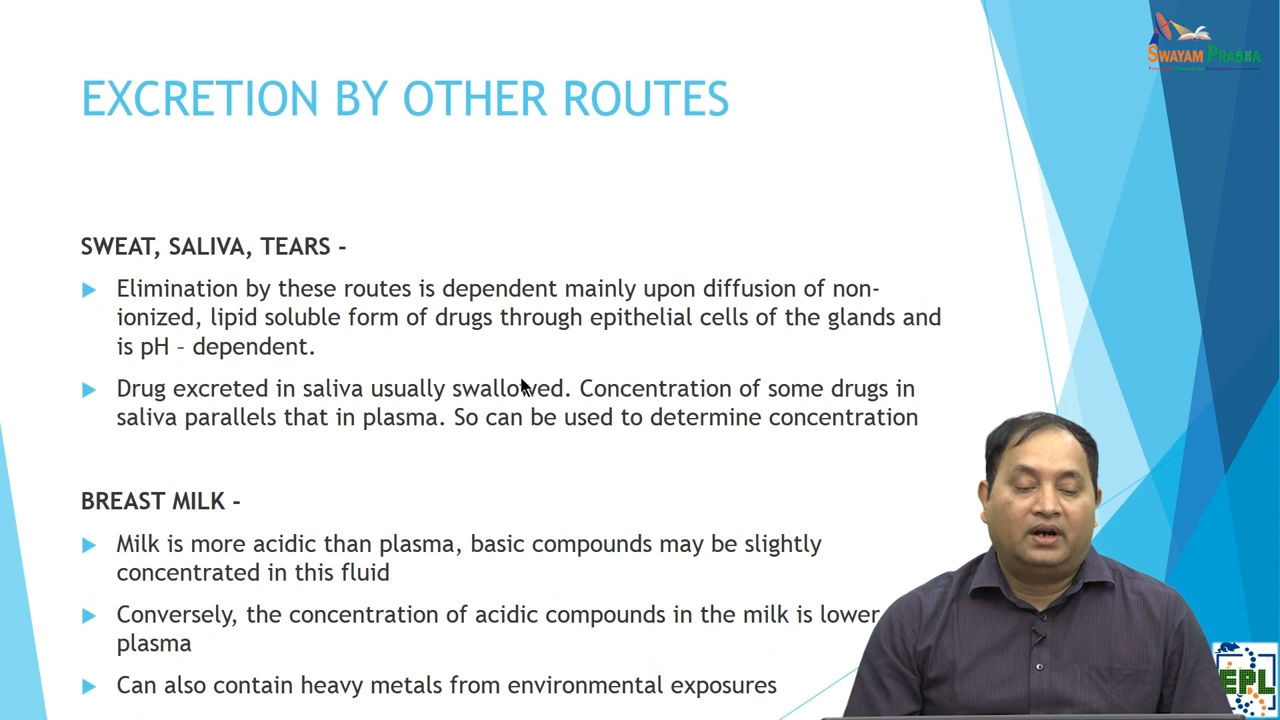 SWAYAM PRABHA
EXCRETION BY OTHER ROUTES
SWEAT, SALIVA, TEARS -
Elimination by these routes is dependent mainly upon diffusion of non-
ionized, lipid soluble form of drugs through epithelial cells of the glands and
is pH – dependent.
Drug excreted in saliva usually swallowed. Concentration of some drugs in
saliva parallels that in plasma. So can be used to determine concentration
BREAST MILK -
Milk is more acidic than plasma, basic compounds may be slightly
concentrated in this fluid
Conversely, the concentration of acidic compounds in the milk is lower
plasma
Can also contain heavy metals from environmental exposures
EPL